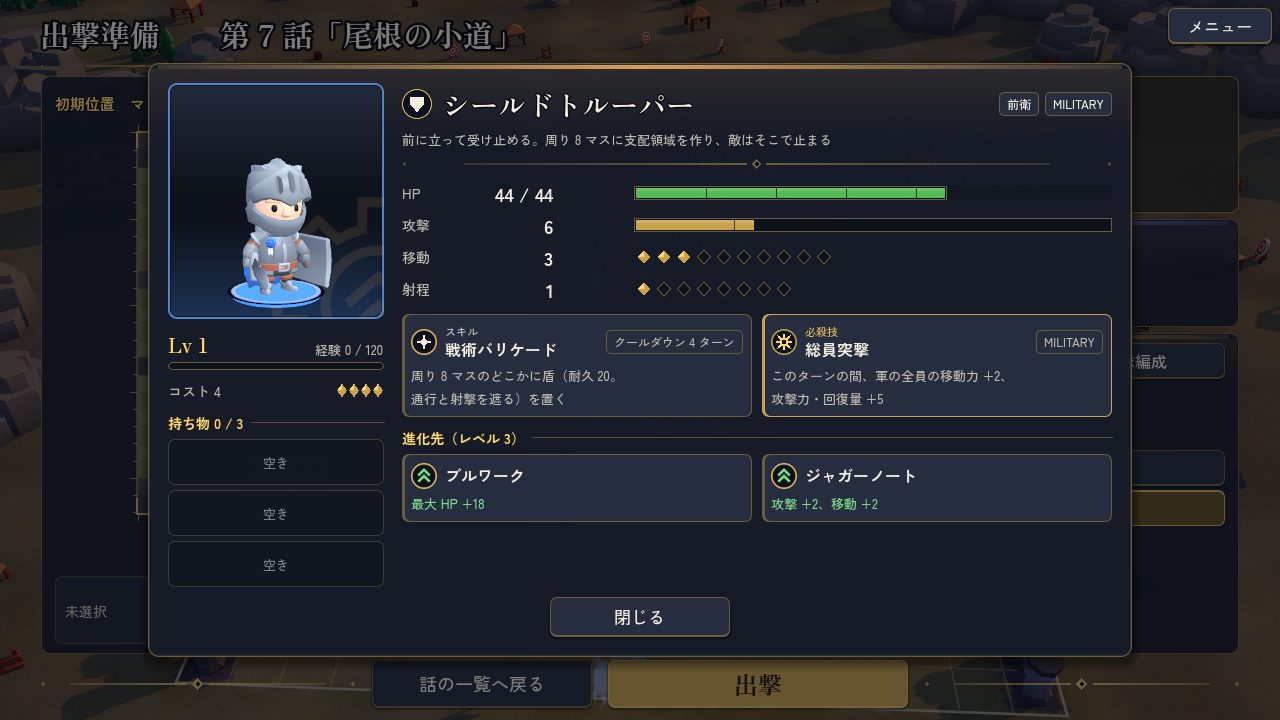 出撃準備
第 7 話「尾根の小道」
メニュー
初期位置
マ
シールドトルーパー
前衛
MILITARY
前に立って受け止める。周り 8 マスに支配領域を作り、敵はそこで止まる
HP 44 / 44
攻撃 6
移動 3
射程 1
Lv 1
経験 0 / 120
コスト 4
持ち物 0 / 3
空き
空き
空き
スキル
戦術バリケード
クールダウン 4 ターン
周り 8 マスのどこかに盾（耐久 20。
通行と射撃を遮る）を置く
必殺技
総員突撃
MILITARY
このターンの間、軍の全員の移動力 +2、
攻撃力・回復量 +5
進化先（レベル 3）
ブルワーク
最大 HP +18
ジャガーノート
攻撃 +2、移動 +2
編成
未選択
閉じる
話の一覧へ戻る
出撃